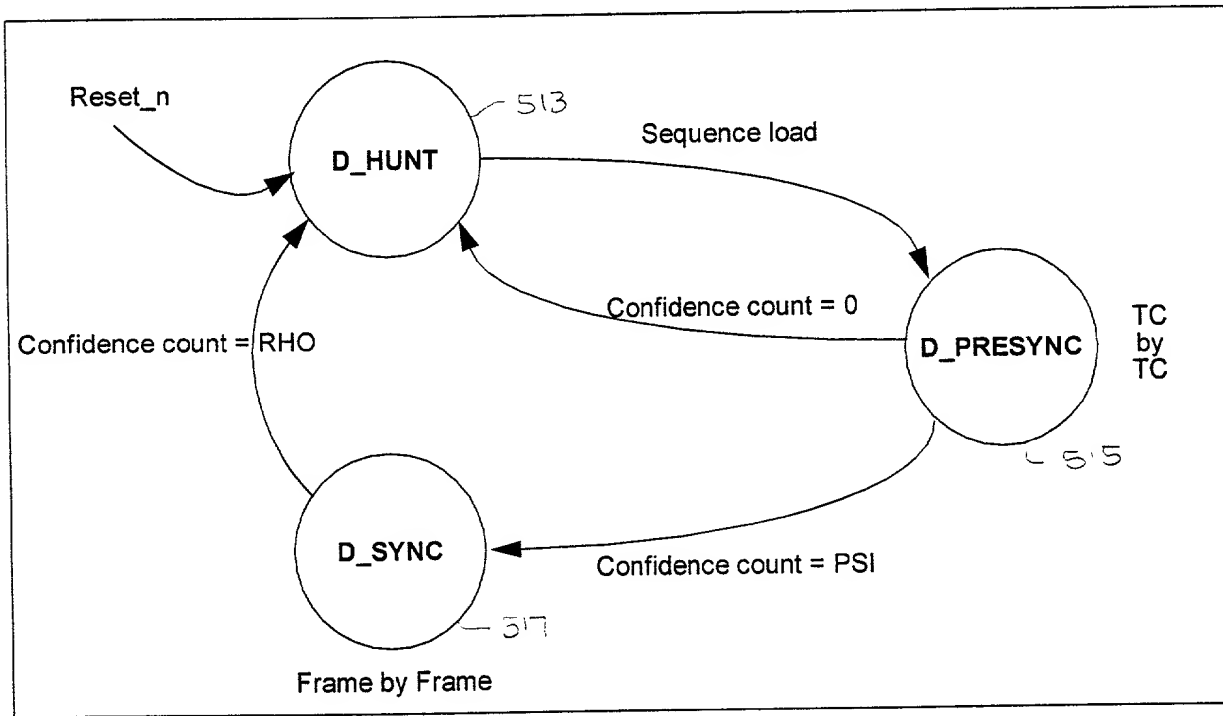 Reset_n
513
Sequence load
D_HUNT
Confidence count = 0
TC
by
TC
Confidence count = RHO
D_PRESYNC
515
D_SYNC
Confidence count = PSI
517
Frame by Frame